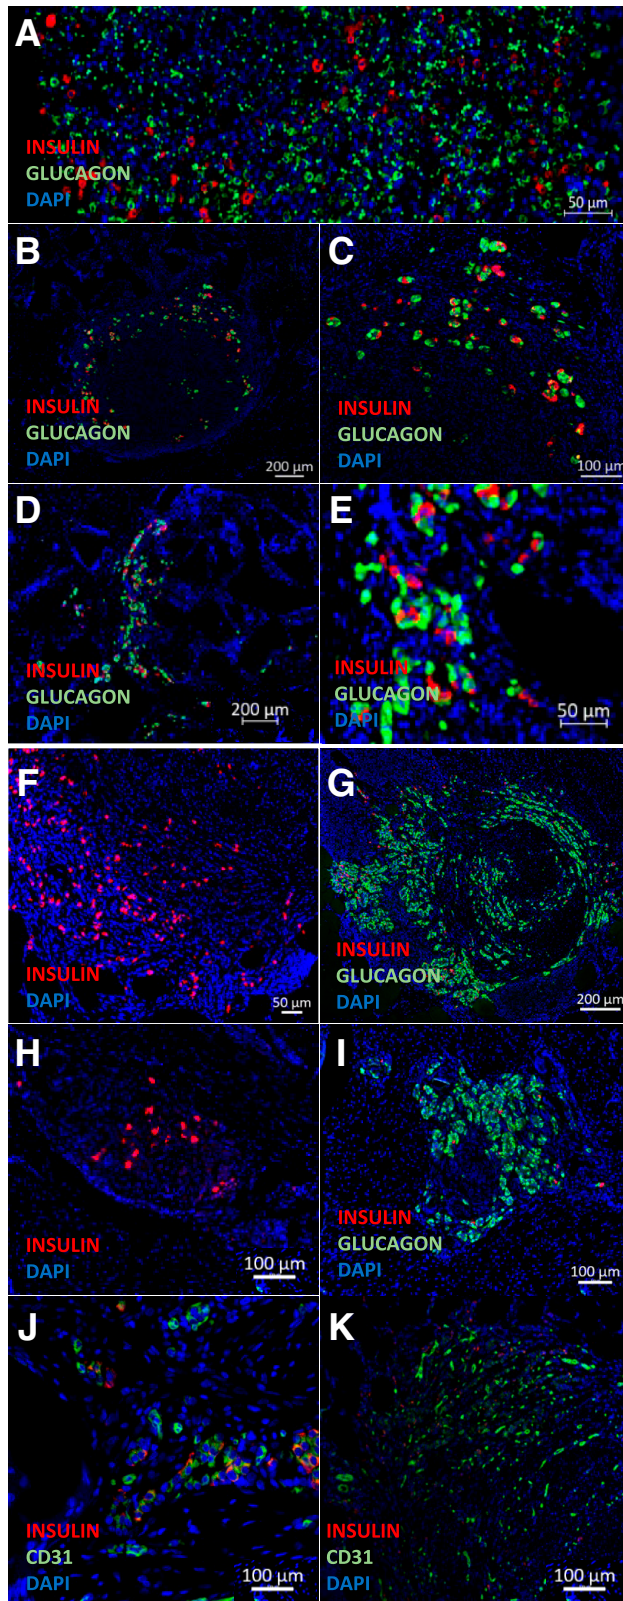 A
INSULIN
GLUCAGON
DAPI
50 µm
B
INSULIN
GLUCAGON
DAPI
200 µm
C
INSULIN
GLUCAGON
DAPI
100 µm
D
INSULIN
GLUCAGON
DAPI
200 µm
E
INSULIN
GLUCAGON
DAPI
50 µm
F
INSULIN
DAPI
50 µm
G
INSULIN
GLUCAGON
DAPI
200 µm
H
INSULIN
DAPI
100 µm
I
INSULIN
GLUCAGON
DAPI
100 µm
J
INSULIN
CD31
DAPI
100 µm
K
INSULIN
CD31
DAPI
100 µm